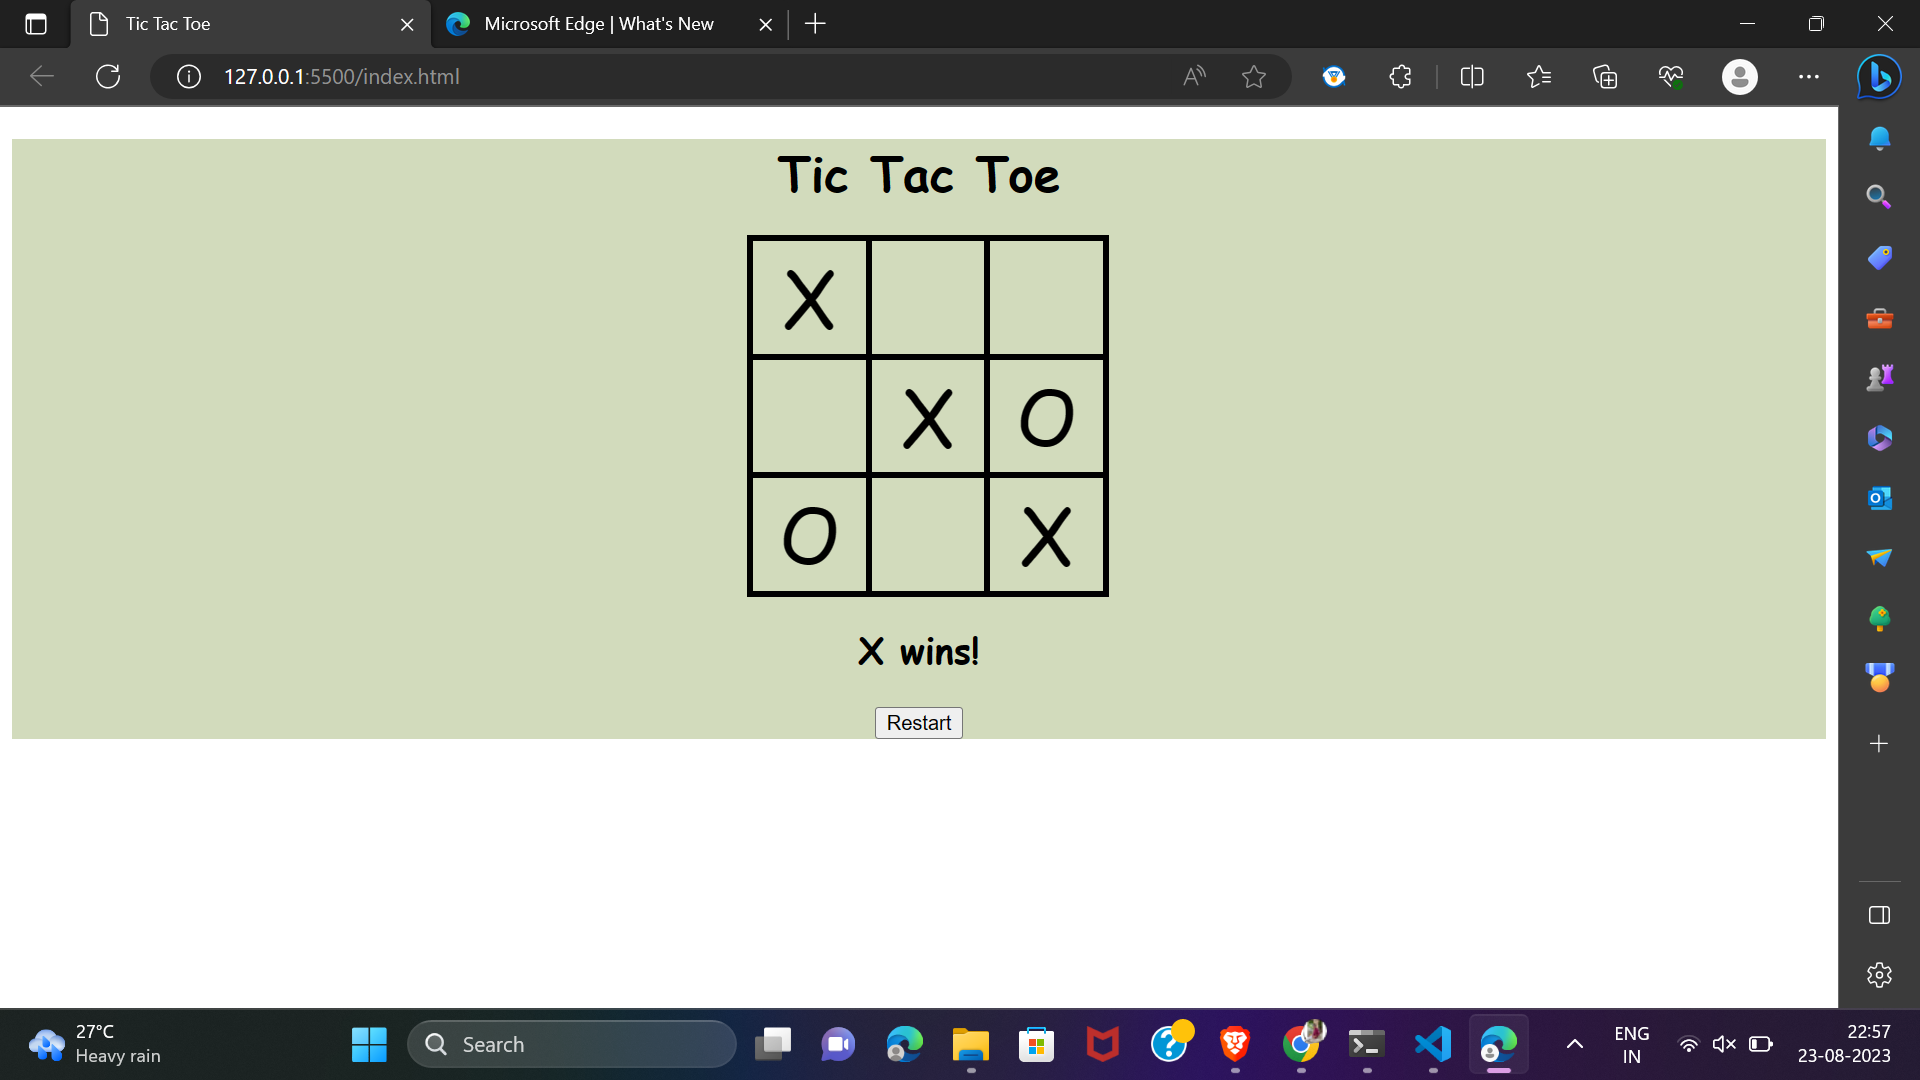 Tic Tac Toe
Microsoft Edge | What's New
127.0.0.1:5500/index.html
Tic Tac Toe
X
X O
O X
X wins!
Restart
27°C
Heavy rain
Search
ENG
IN
22:57
23-08-2023